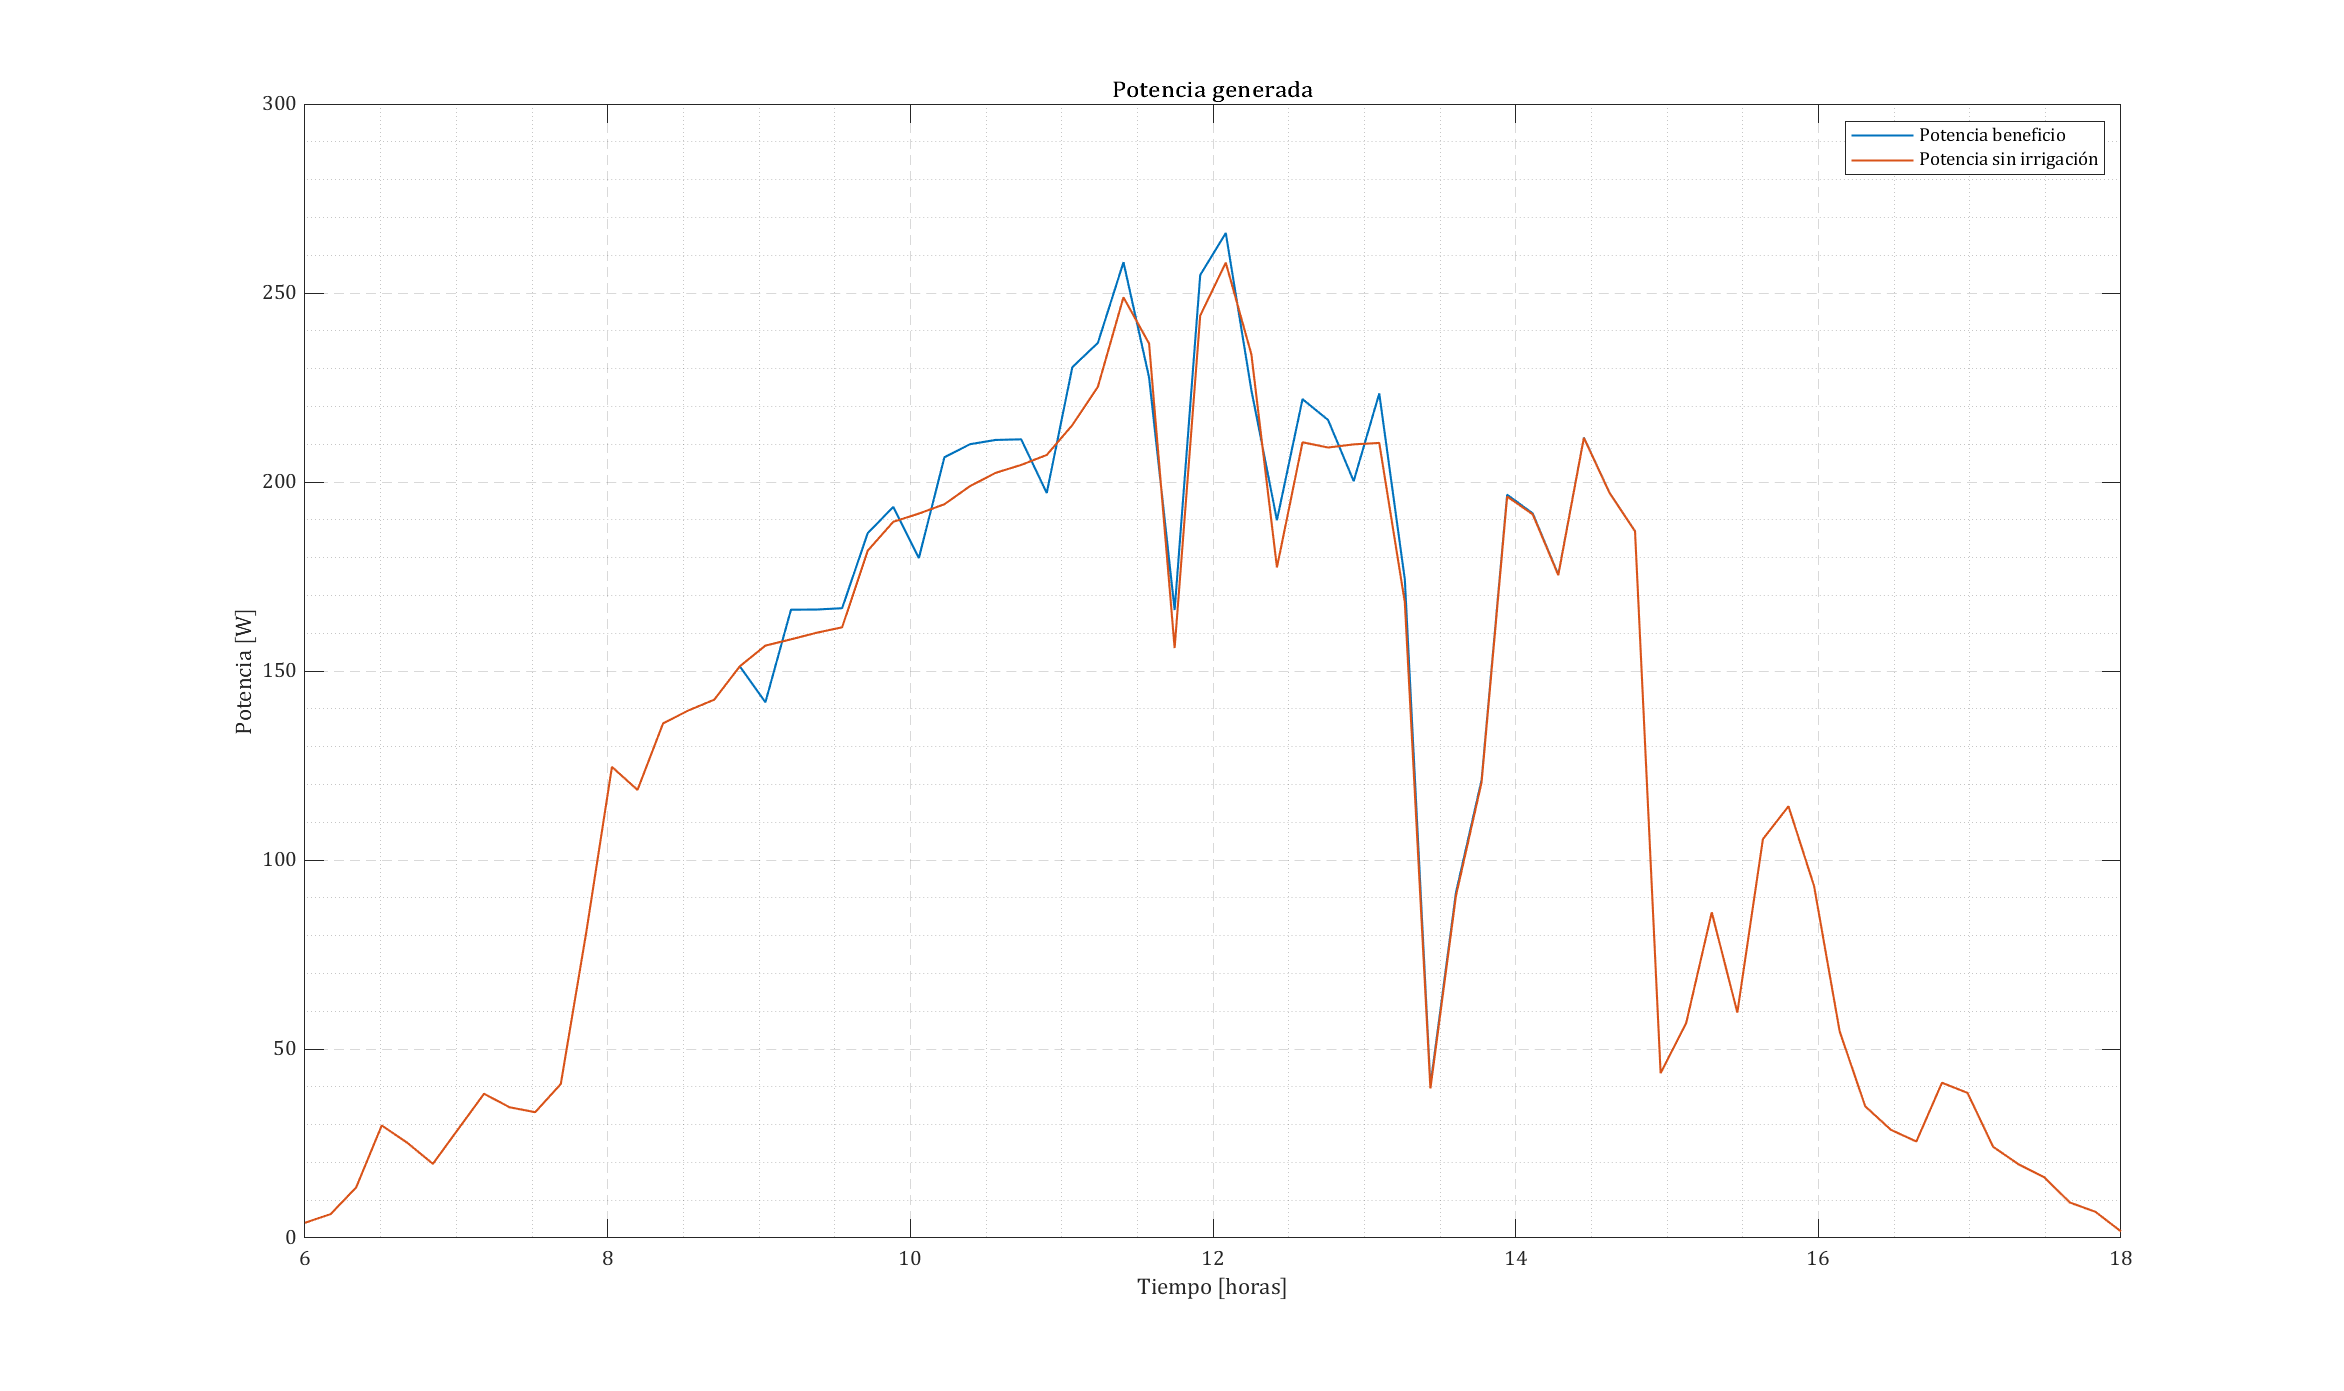 Potencia generada
300
250
200
150
100
50
0
Potencia [W]
Potencia beneficio
Potencia sin irrigación
6 8 10 12 14 16 18
Tiempo [horas]